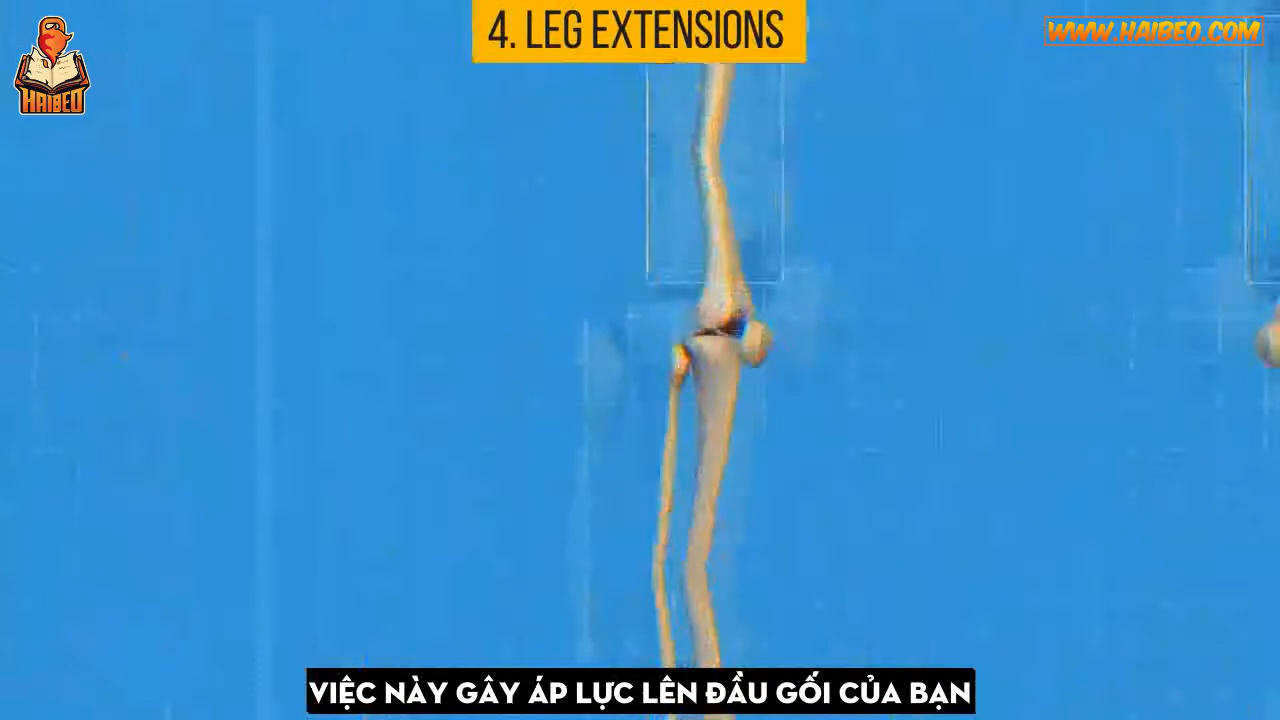 4. LEG EXTENSIONS
WWW.HAIBEO.COM
HAIBEO
VIỆC NÀY GÂY ÁP LỰC LÊN ĐẦU GỐI CỦA BẠN